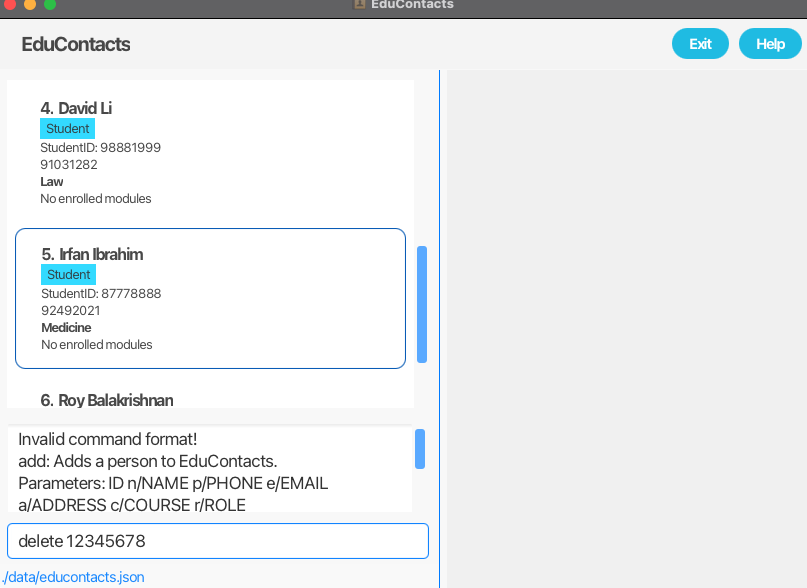 EduContacts
EduContacts
Exit
Help
4. David Li
Student
StudentID: 98881999
91031282
Law
No enrolled modules
5. Irfan Ibrahim
Student
StudentID: 87778888
92492021
Medicine
No enrolled modules
6. Roy Balakrishnan
Invalid command format!
add: Adds a person to EduContacts.
Parameters: ID n/NAME p/PHONE e/EMAIL
a/ADDRESS c/COURSE r/ROLE
delete 12345678
./data/educontacts.json